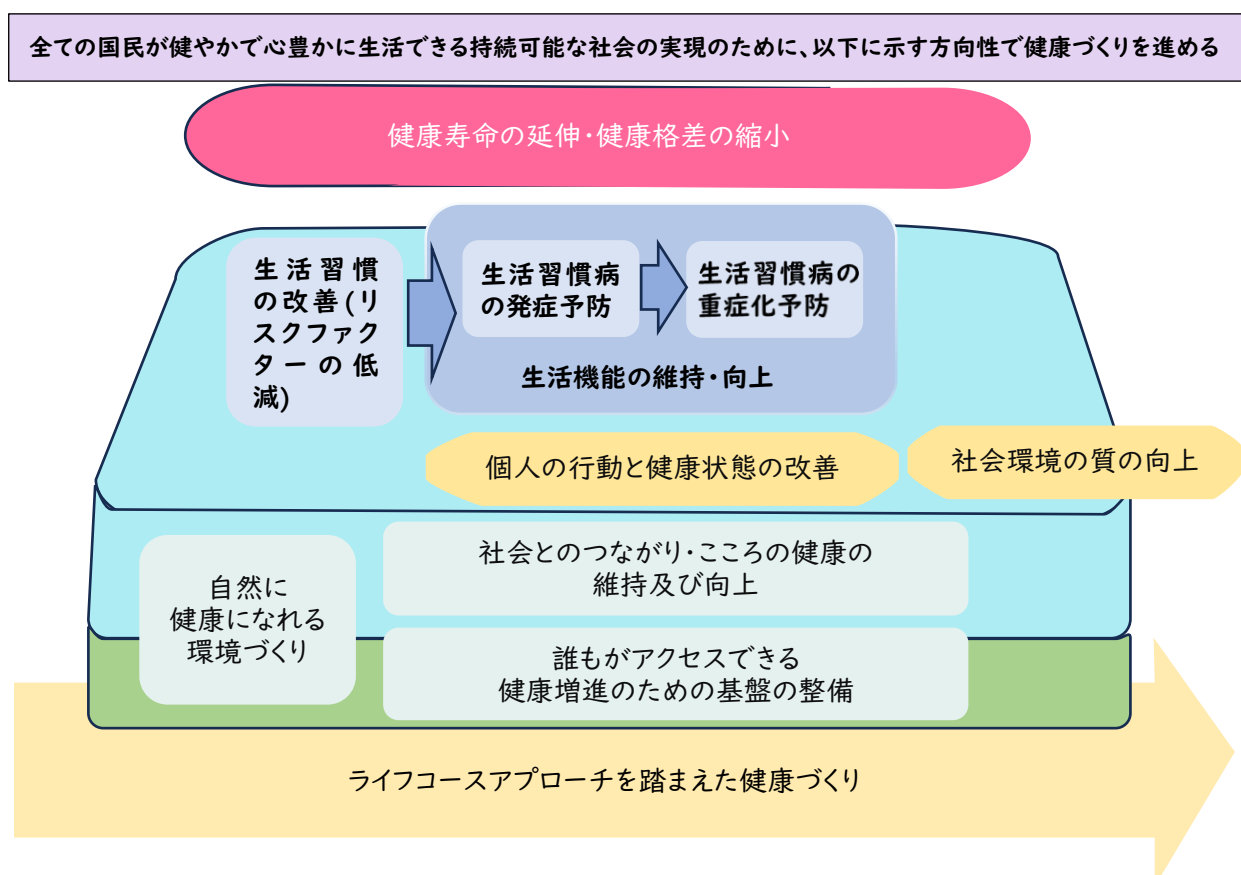 全ての国民が健やかで心豊かに生活できる持続可能な社会の実現のために、以下に示す方向性で健康づくりを進める
健康寿命の延伸・健康格差の縮小
生活習慣
の改善(リ
スクファク
ターの低
減)
生活習慣病
の発症予防
生活習慣病の
重症化予防
生活機能の維持・向上
個人の行動と健康状態の改善
社会環境の質の向上
自然に
健康になれる
環境づくり
社会とのつながり・こころの健康の
維持及び向上
誰もがアクセスできる
健康増進のための基盤の整備
ライフコースアプローチを踏まえた健康づくり